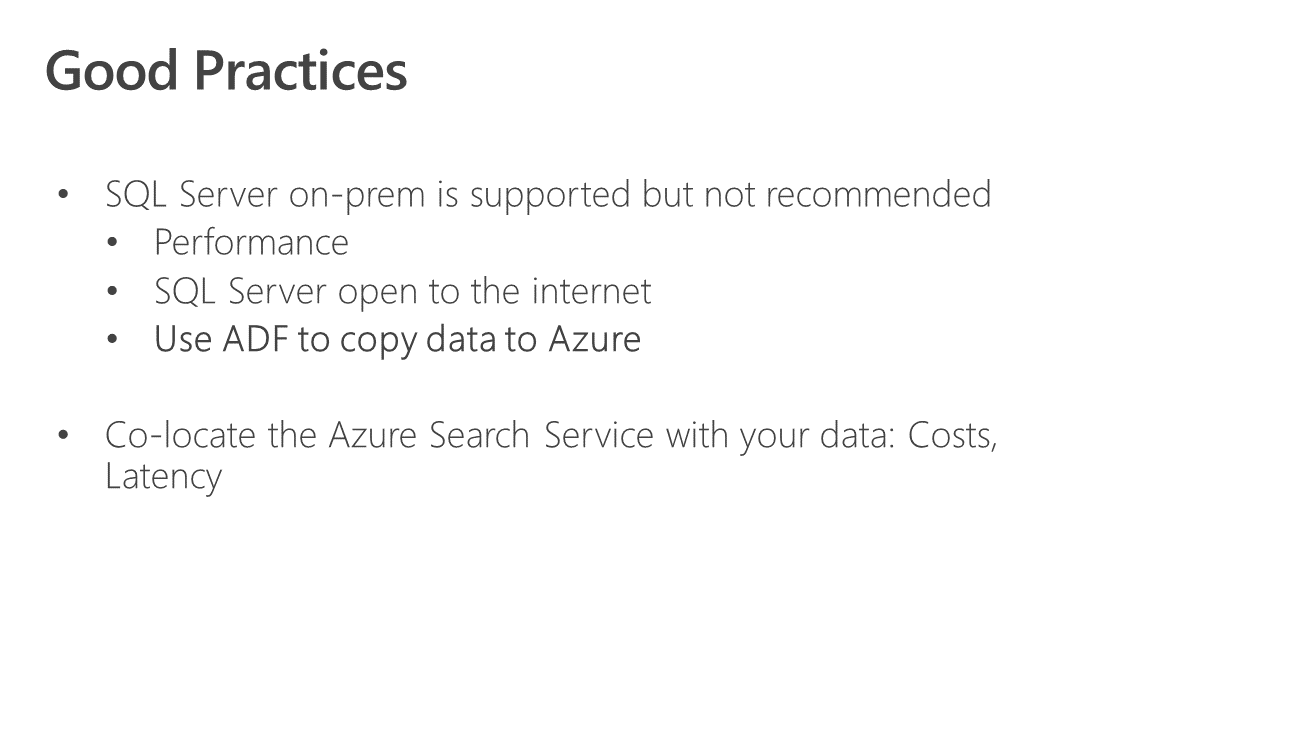 Good Practices
• SQL Server on-prem is supported but not recommended
• Performance
• SQL Server open to the internet
• Use ADF to copy data to Azure
• Co-locate the Azure Search Service with your data: Costs,
Latency